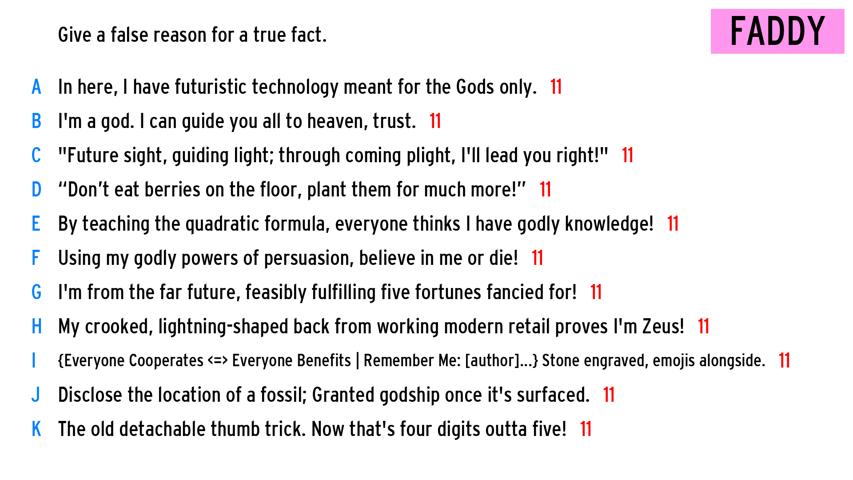 Give a false reason for a true fact.
FADDY
A In here, I have futuristic technology meant for the Gods only. 11
B I'm a god. I can guide you all to heaven, trust. 11
C "Future sight, guiding light; through coming plight, I'll lead you right!" 11
D “Don’t eat berries on the floor, plant them for much more!” 11
E By teaching the quadratic formula, everyone thinks I have godly knowledge! 11
F Using my godly powers of persuasion, believe in me or die! 11
G I'm from the far future, feasibly fulfilling five fortunes fancied for! 11
H My crooked, lightning-shaped back from working modern retail proves I'm Zeus! 11
I {Everyone Cooperates <=> Everyone Benefits | Remember Me: [author]...} Stone engraved, emojis alongside. 11
J Disclose the location of a fossil; Granted godship once it's surfaced. 11
K The old detachable thumb trick. Now that's four digits outta five! 11